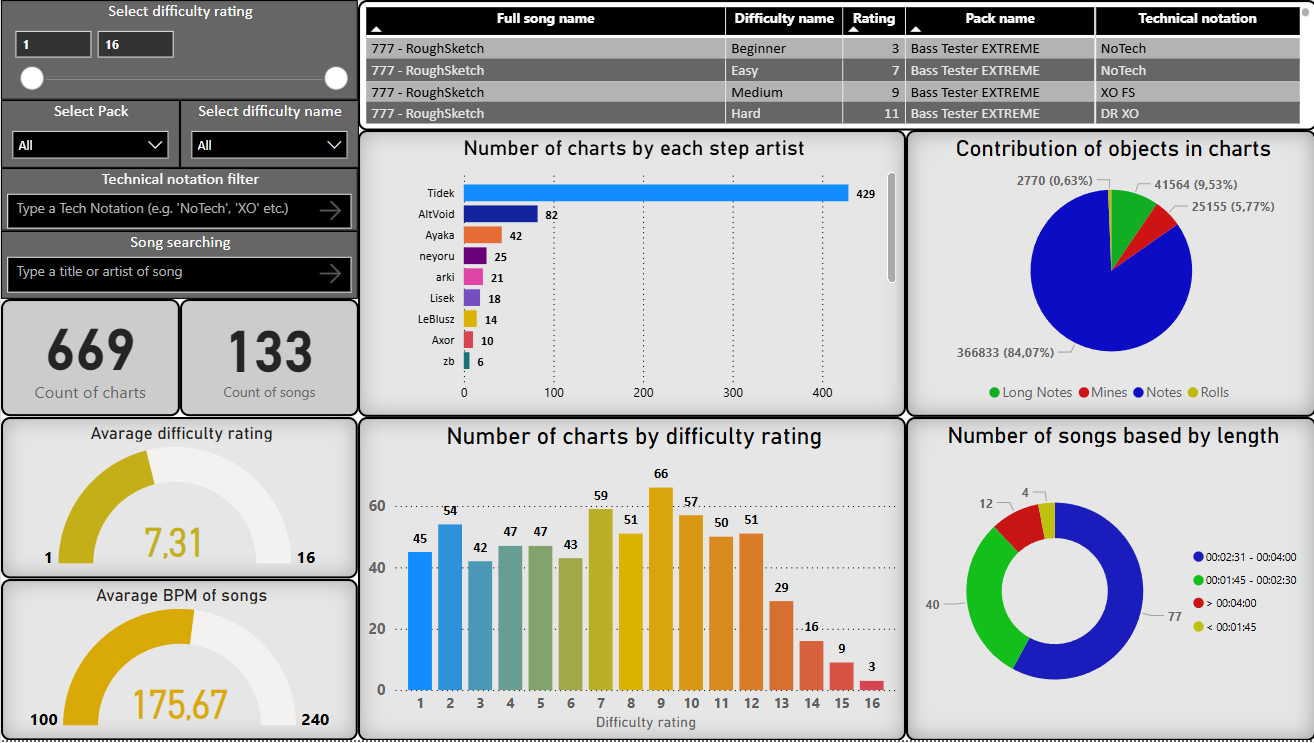 Select difficulty rating
1 16
Select Pack
All
Select difficulty name
All
Technical notation filter
Type a Tech Notation (e.g. 'NoTech', 'XO' etc.)
Song searching
Type a title or artist of song
669
Count of charts
133
Count of songs
Full song name Difficulty name Rating Pack name Technical notation
777 - RoughSketch Beginner 3 Bass Tester EXTREME NoTech
777 - RoughSketch Easy 7 Bass Tester EXTREME NoTech
777 - RoughSketch Medium 9 Bass Tester EXTREME XO FS
777 - RoughSketch Hard 11 Bass Tester EXTREME DR XO
Number of charts by each step artist
Tidek 429
AltVoid 82
Ayaka 42
neyoru 25
arki 21
Lisek 18
LeBlusz 14
Axor 10
zb 6
0 100 200 300 400
Contribution of objects in charts
2770 (0,63%)
41564 (9,53%)
25155 (5,77%)
366833 (84,07%)
Long Notes Mines Notes Rolls
Avarage difficulty rating
7,31
1 16
Avarage BPM of songs
175,67
100 240
Number of charts by difficulty rating
60
40
20
0
45 54 42 47 47 43 59 51 66 57 50 51 29 16 9 3
1 2 3 4 5 6 7 8 9 10 11 12 13 14 15 16
Difficulty rating
Number of songs based by length
4
12
40
77
00:02:31 - 00:04:00
00:01:45 - 00:02:30
> 00:04:00
< 00:01:45